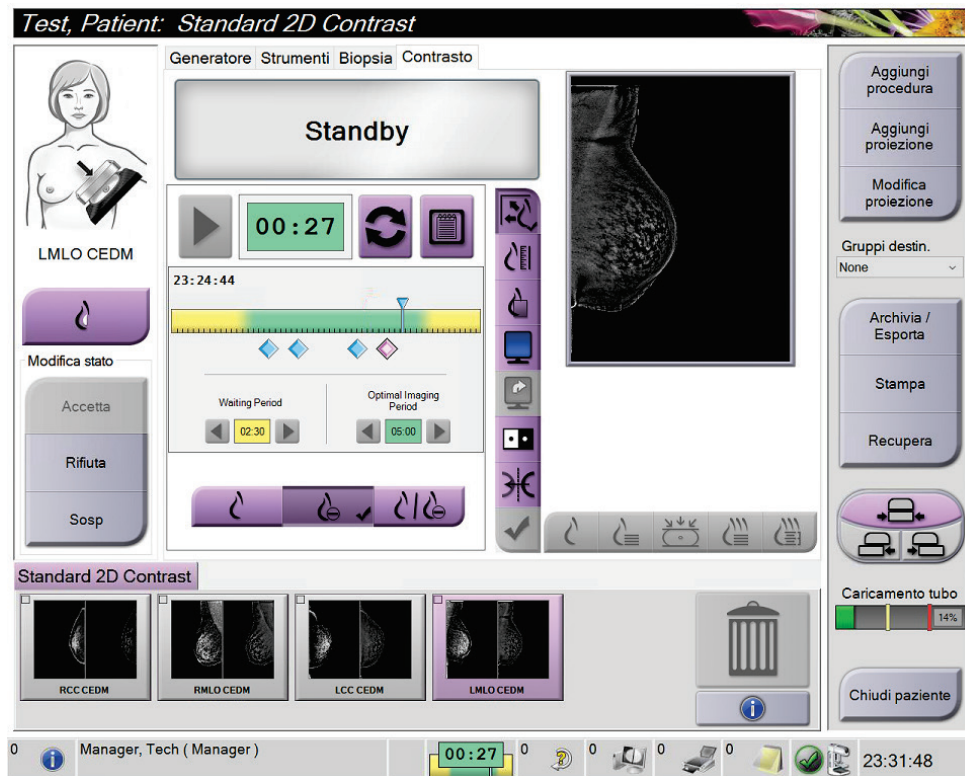 Test, Patient: Standard 2D Contrast
Generatore Strumenti Biopsia Contrasto
Standby
LMLO CEDM
Modifica stato
Accetta
Rifiuta
Sosp
00:27
23:24:44
Waiting Period
02:30
Optimal Imaging
Period
05:00
Aggiungi
procedura
Aggiungi
proiezione
Modifica
proiezione
Gruppi destin.
None
Archivia /
Esporta
Stampa
Recupera
Caricamento tubo
14%
Chiudi paziente
Standard 2D Contrast
RCC CEDM
RMLO CEDM
LCC CEDM
LMLO CEDM
0
Manager, Tech ( Manager )
00:27
0
0
0
0
23:31:48